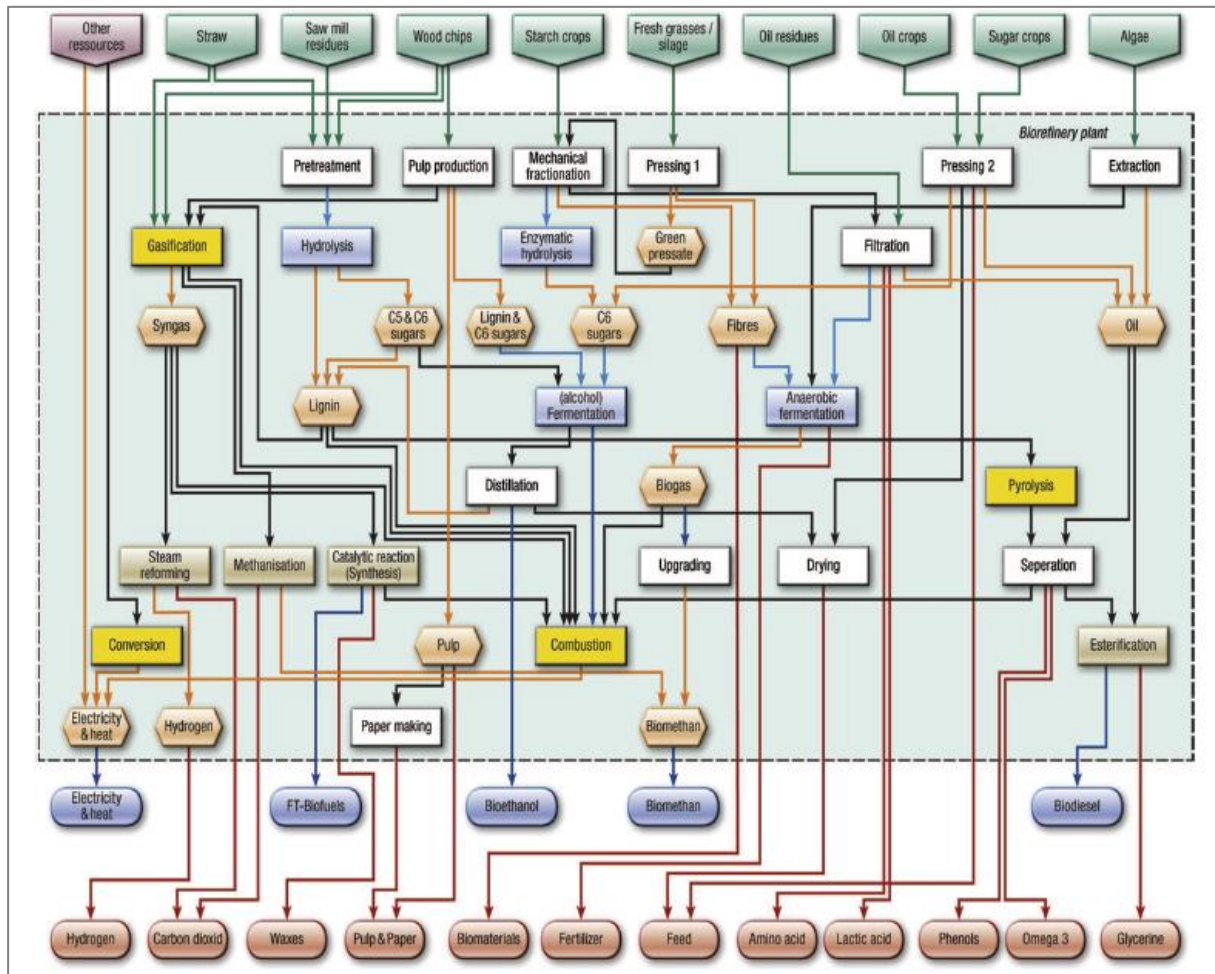 Other
ressources
Straw
Saw mill
residues
Wood chips
Starch crops
Fresh grasses /
silage
Oil residues
Oil crops
Sugar crops
Algae
Biorefinery plant
Pretreatment
Pulp production
Mechanical
fractionation
Pressing 1
Pressing 2
Extraction
Gasification
Hydrolysis
Enzymatic
hydrolysis
Green
pressate
Filtration
Syngas
C5 & C6
sugars
Lignin &
C6 sugars
C6
sugars
Fibres
Oil
Lignin
(alcohol)
Fermentation
Anaerobic
fermentation
Distillation
Biogas
Pyrolysis
Steam
reforming
Methanisation
Catalytic reaction
(Synthesis)
Upgrading
Drying
Seperation
Conversion
Pulp
Combustion
Esterification
Electricity
& heat
Hydrogen
Paper making
Biomethan
Electricity
& heat
FT-Biofuels
Bioethanol
Biomethan
Biodiesel
Hydrogen
Carbon dioxid
Waxes
Pulp & Paper
Biomaterials
Fertilizer
Feed
Amino acid
Lactic acid
Phenols
Omega 3
Glycerine